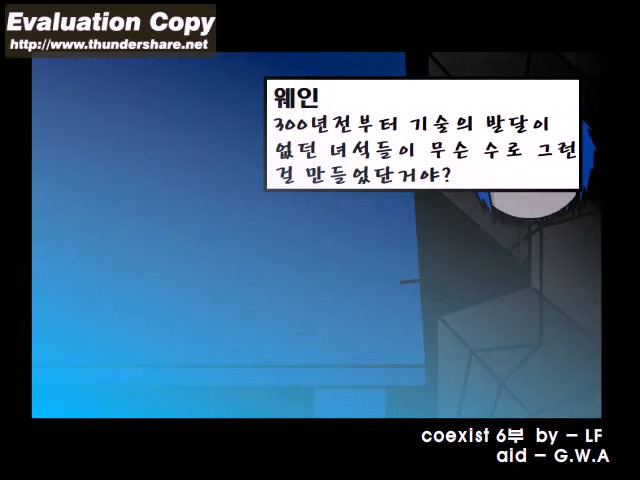 Evaluation Copy
http://www.thundershare.net
웨인
300년전부터 기술의 발달이
없던 녀석들이 무슨 수로 그런
걸 만들었단거야?
coexist 6부 by – LF
aid – G.W.A